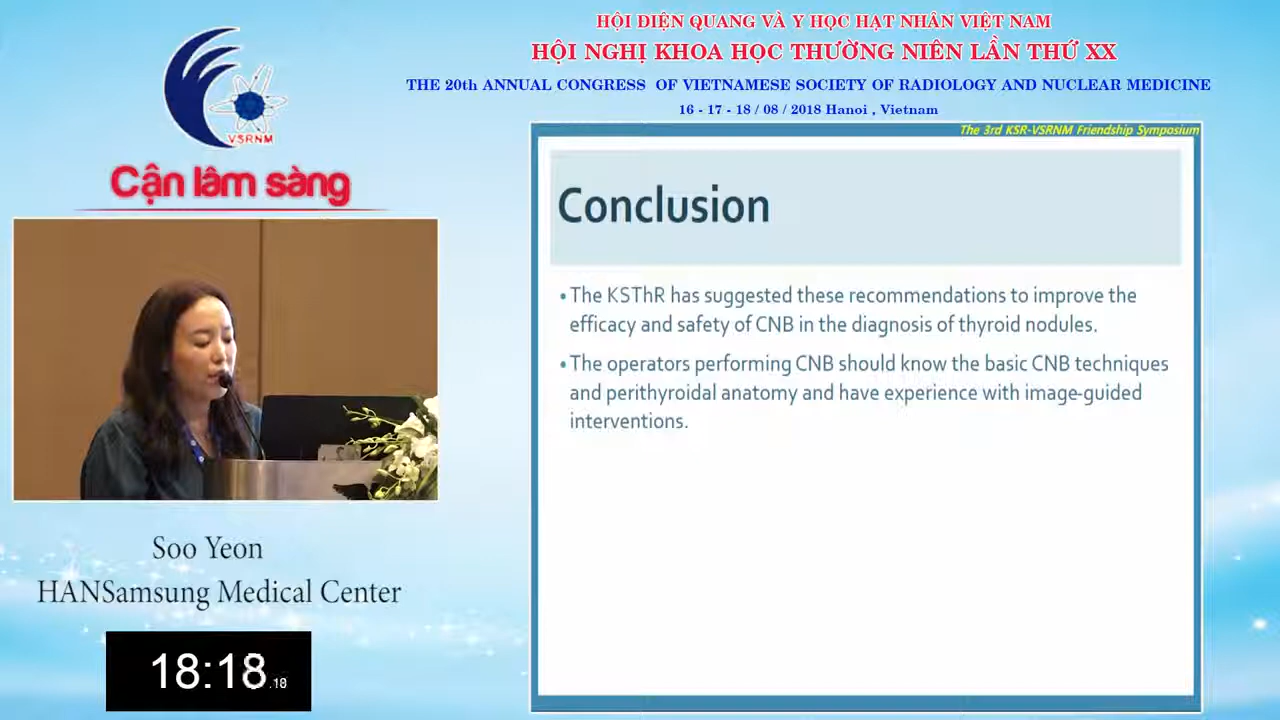 HỘI ĐIỆN QUANG VÀ Y HỌC HẠT NHÂN VIỆT NAM
HỘI NGHỊ KHOA HỌC THƯỜNG NIÊN LẦN THỨ XX
THE 20th ANNUAL CONGRESS OF VIETNAMESE SOCIETY OF RADIOLOGY AND NUCLEAR MEDICINE
16 - 17 - 18 / 08 / 2018 Hanoi , Vietnam
VSRNM
Cận lâm sàng
The 3rd KSR-VSRNM Friendship Symposium
Conclusion
• The KSThR has suggested these recommendations to improve the
efficacy and safety of CNB in the diagnosis of thyroid nodules.
• The operators performing CNB should know the basic CNB techniques
and perithyroidal anatomy and have experience with image-guided
interventions.
Soo Yeon
HANSamsung Medical Center
18:18.18